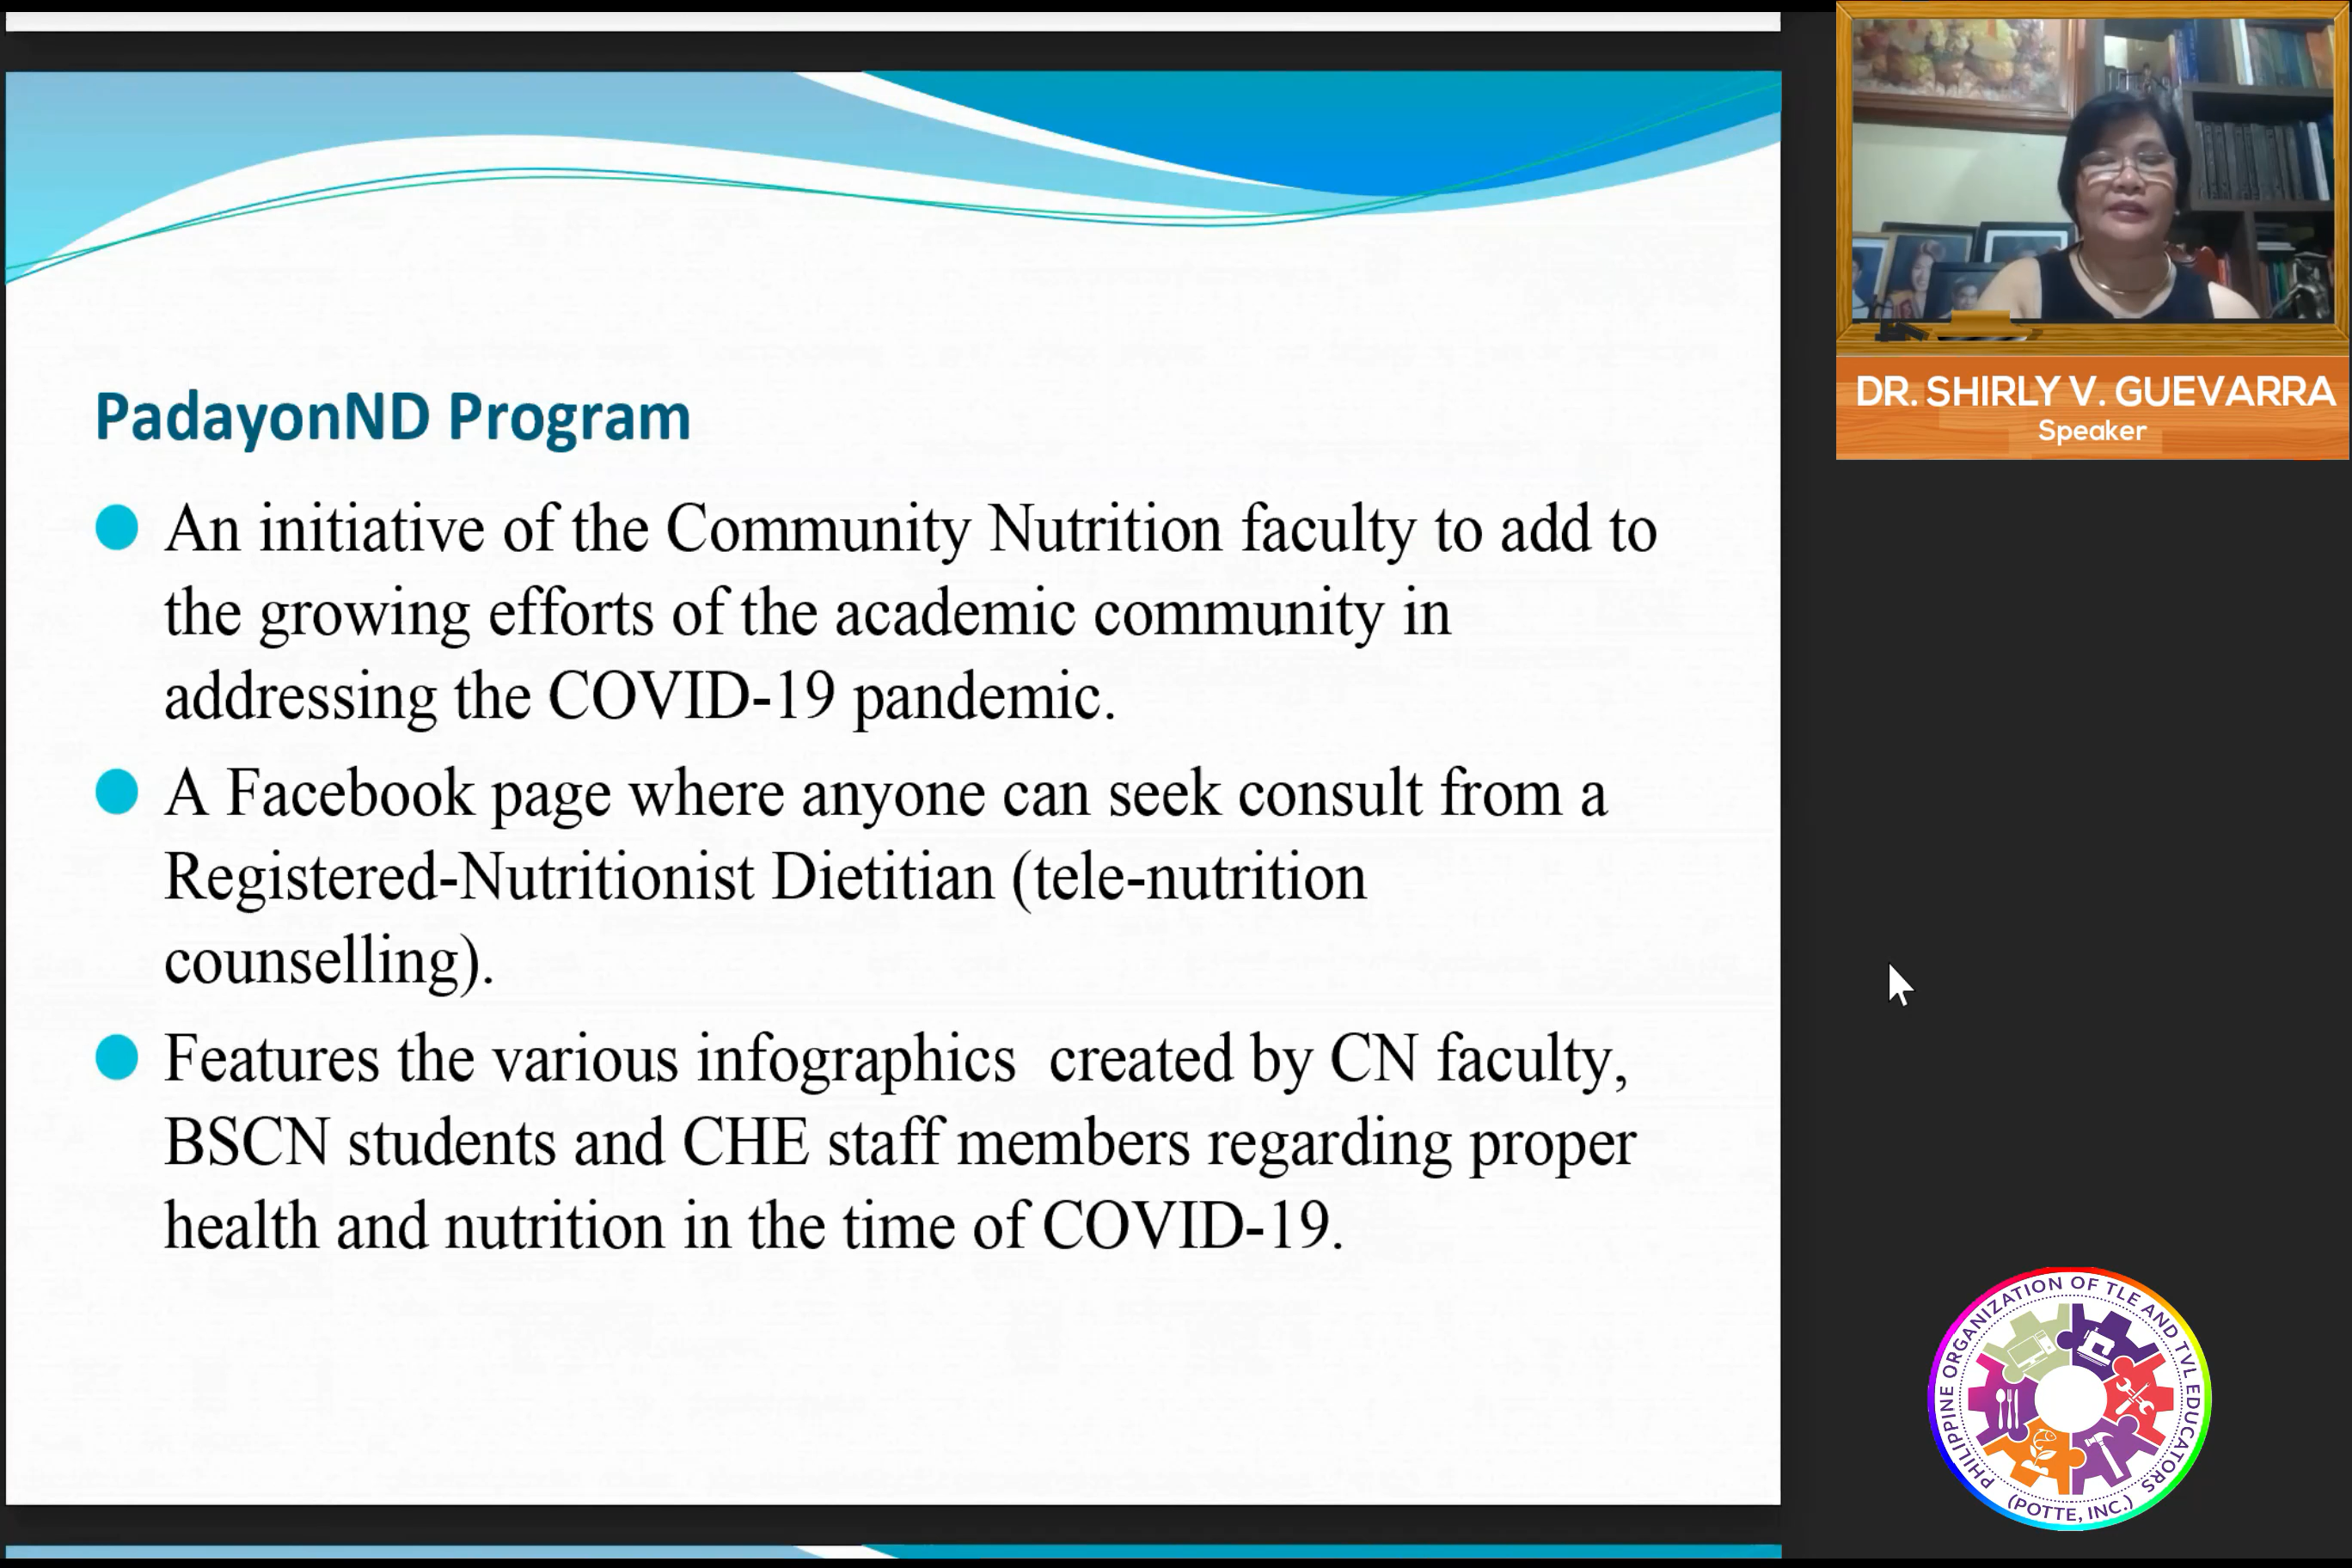 PadayonND Program
An initiative of the Community Nutrition faculty to add to
the growing efforts of the academic community in
addressing the COVID-19 pandemic.
A Facebook page where anyone can seek consult from a
Registered-Nutritionist Dietitian (tele-nutrition
counselling).
Features the various infographics  created by CN faculty,
BSCN students and CHE staff members regarding proper
health and nutrition in the time of COVID-19.
DR. SHIRLY V. GUEVARRA
Speaker
PHILIPPINE ORGANIZATION OF TLE AND TVL EDUCATORS
(POTTE, INC.)